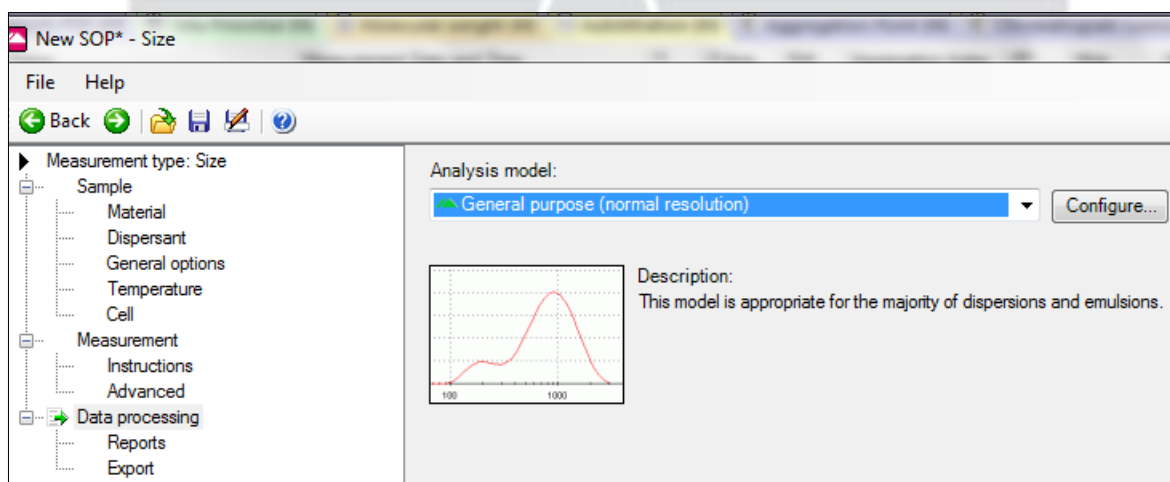 New SOP* - Size
File Help
Back
Measurement type: Size
Sample
Material
Dispersant
General options
Temperature
Cell
Measurement
Instructions
Advanced
Data processing
Reports
Export
Analysis model:
General purpose (normal resolution)
Configure...
Description:
This model is appropriate for the majority of dispersions and emulsions.
100 1000